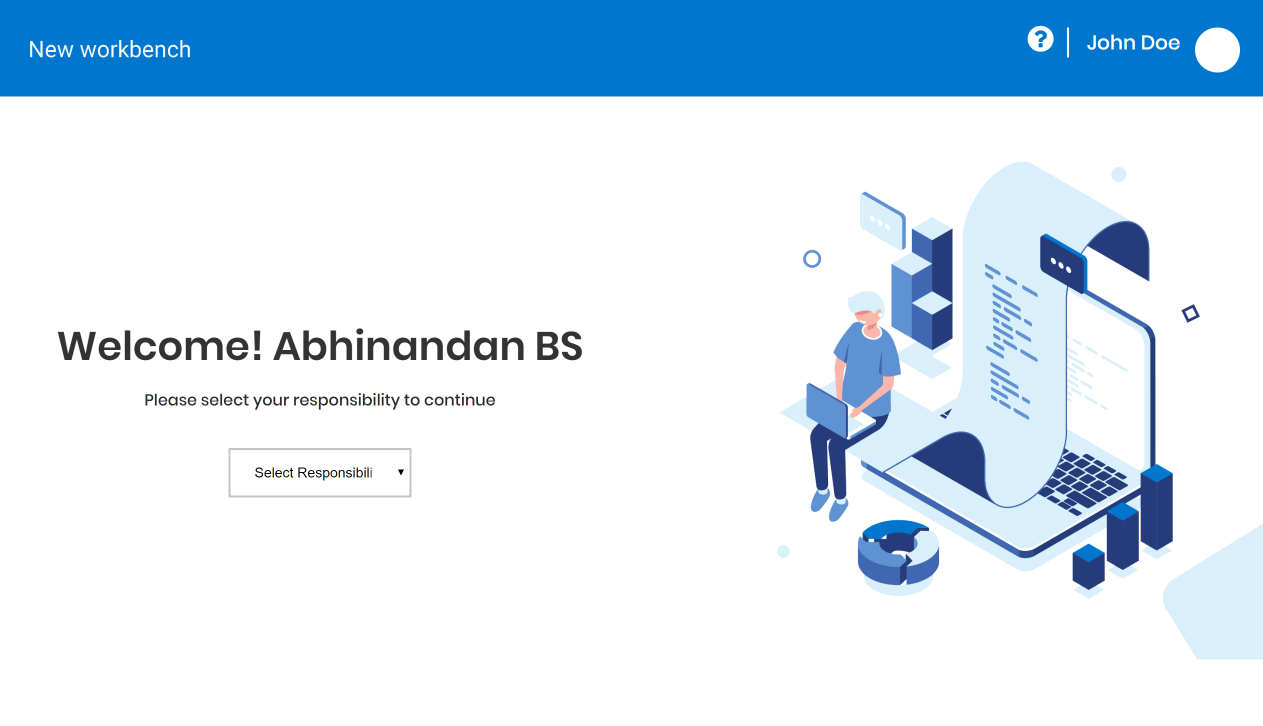 New workbench
? John Doe
Welcome! Abhinandan BS
Please select your responsibility to continue
Select Responsibili